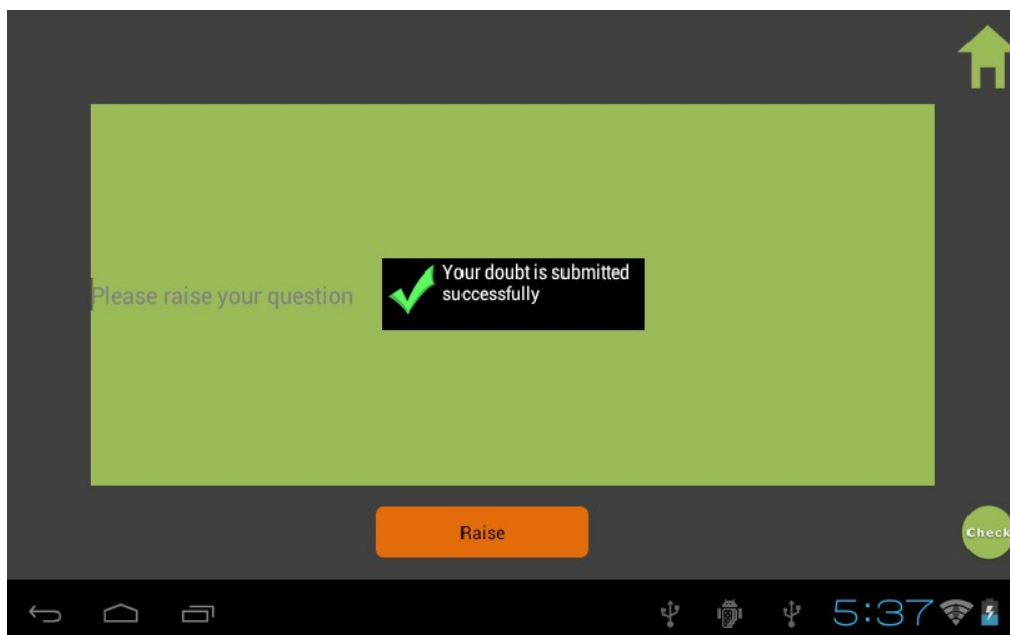 Your doubt is submitted
successfully
Please raise your question
Raise
Check
5:37